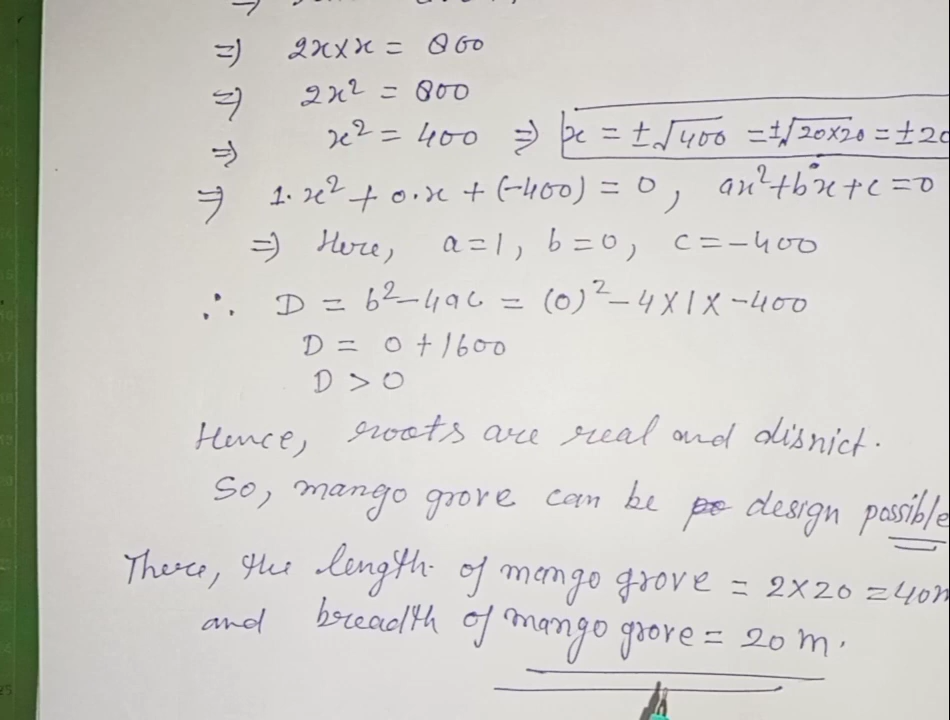 ⇒ 2x×x = 800
⇒ 2x² = 800
⇒ x² = 400 ⇒ x = ±√400 = ±√20×20 = ±20
⇒ 1.x² + 0.x + (-400) = 0, ax²+bx+c=0
⇒ Here, a=1, b=0, c=-400
∴ D = b²-4ac = (0)²-4×1×-400
D = 0+1600
D > 0
Hence, roots are real and disnict.
So, mango grove can be po design possible
There, the length of mango grove = 2×20 = 40m
and breadth of mango grove = 20 m.